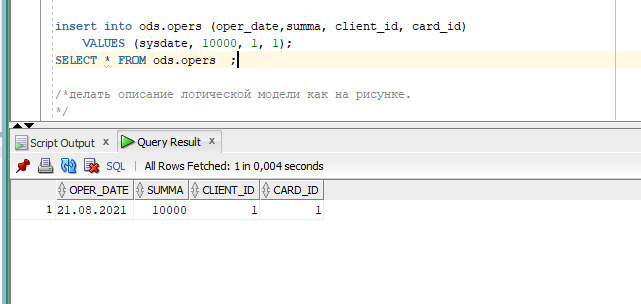 insert into ods.opers (oper_date,summa, client_id, card_id)
VALUES (sysdate, 10000, 1, 1);
SELECT * FROM ods.opers ;
/*делать описание логической модели как на рисунке.
*/
Script Output x Query Result x
SQL | All Rows Fetched: 1 in 0,004 seconds
OPER_DATE SUMMA CLIENT_ID CARD_ID
1 21.08.2021 10000 1 1